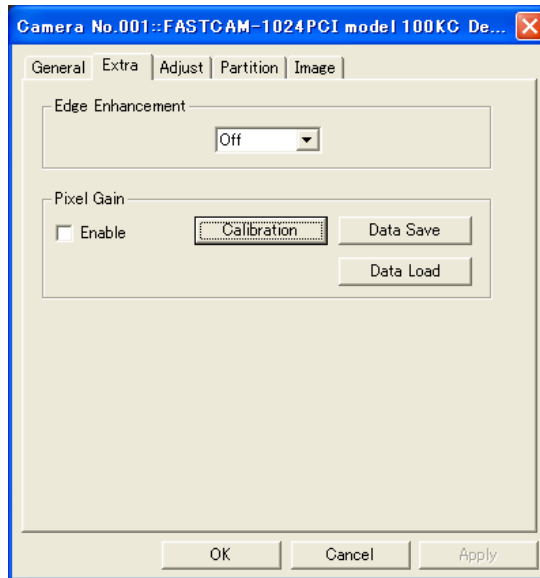 Camera No.001::FASTCAM-1024PCI model 100KC De...
General Extra Adjust Partition Image
Edge Enhancement
Off
Pixel Gain
Enable Calibration Data Save
Data Load
OK Cancel Apply